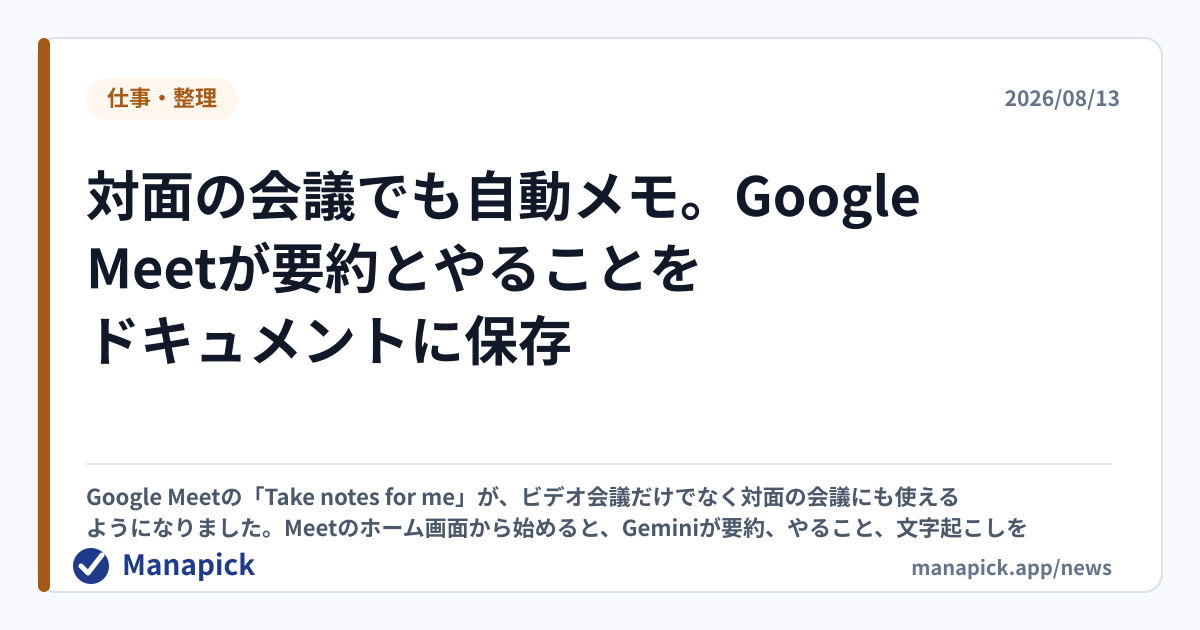 仕事・整理
2026/08/13
対面の会議でも自動メモ。Google
Meetが要約とやることを
ドキュメントに保存
Google Meetの「Take notes for me」が、ビデオ会議だけでなく対面の会議にも使える
ようになりました。Meetのホーム画面から始めると、Geminiが要約、やること、文字起こしを
Manapick
manapick.app/news